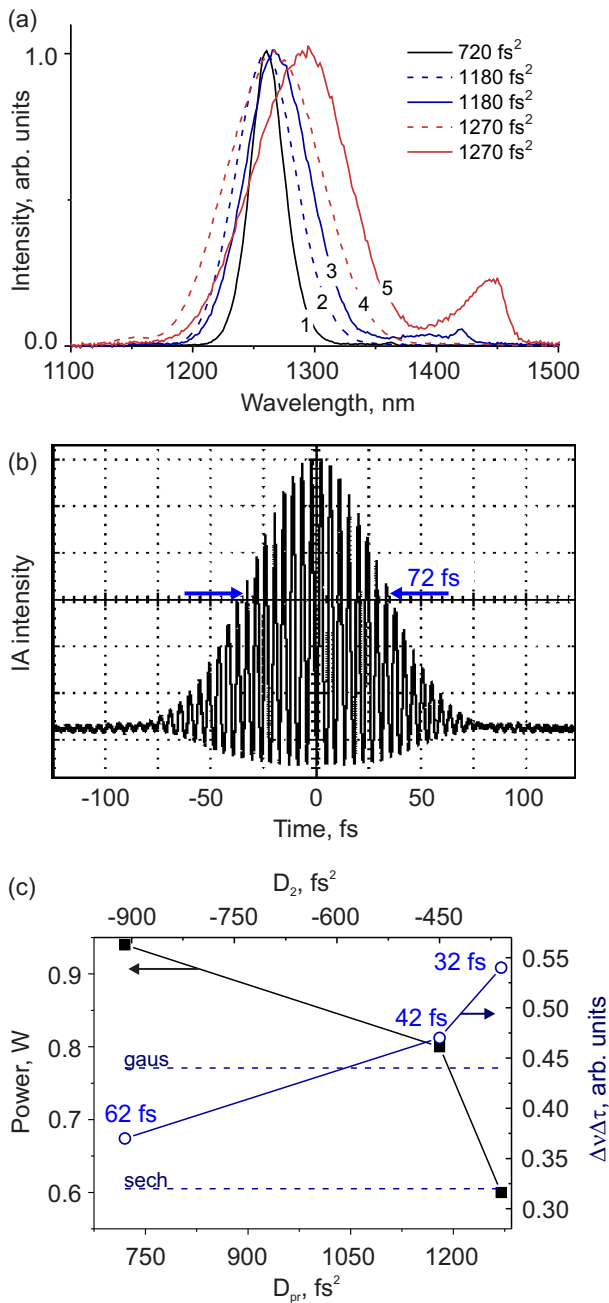 (a)
1.0
0.0
Intensity, arb. units
720 fs²
1180 fs²
1180 fs²
1270 fs²
1270 fs²
1
2
3
4
5
1100 1200 1300 1400 1500
Wavelength, nm
(b)
IA intensity
72 fs
-100 -50 0 50 100
Time, fs
(c)
D₂, fs²
-900 -750 -600 -450
0.9
0.8
0.7
0.6
Power, W
32 fs
42 fs
gaus
62 fs
sech
0.55
0.50
0.45
0.40
0.35
0.30
ΔνΔτ, arb. units
750 900 1050 1200
Dₚᵣ, fs²